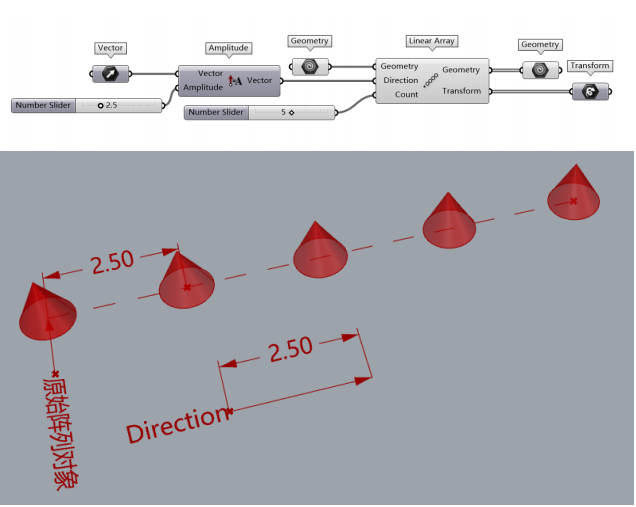 Vector
Amplitude
Geometry
Linear Array
Geometry
Transform
Vector
Amplitude
Vector
Geometry
Direction
Count
Geometry
Transform
Number Slider
2.5
Number Slider
5
2.50
2.50
Direction
原始阵列对象